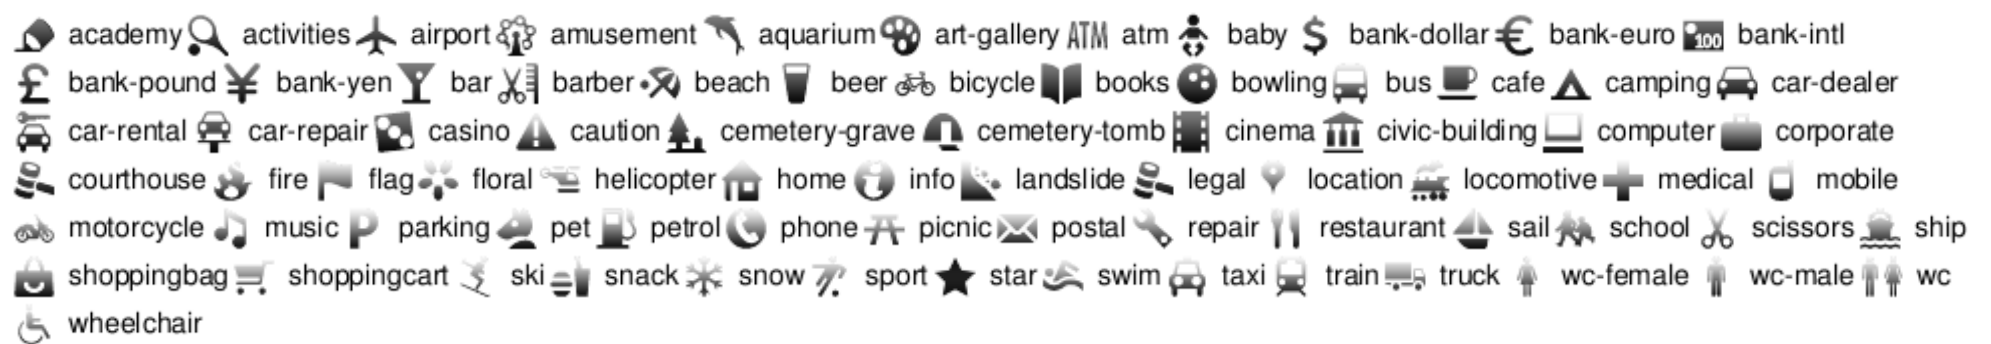 academy activities airport amusement aquarium art-gallery ATM atm baby $ bank-dollar € bank-euro 100 bank-intl
£ bank-pound ¥ bank-yen bar barber beach beer bicycle books bowling bus cafe camping car-dealer
car-rental car-repair casino caution cemetery-grave cemetery-tomb cinema civic-building computer corporate
courthouse fire flag floral helicopter home i info landslide legal location locomotive medical mobile
motorcycle music P parking pet petrol phone picnic postal repair restaurant sail school scissors ship
shoppingbag shoppingcart ski snack snow sport star swim taxi train truck wc-female wc-male wc
wheelchair